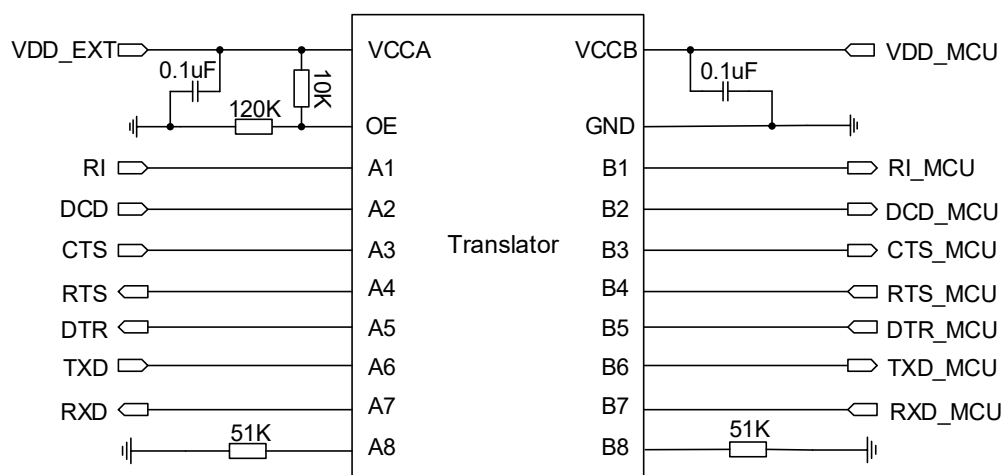 VDD_EXT VCCA VCCB VDD_MCU
0.1uF 10K 0.1uF
120K OE GND
RI A1 B1 RI_MCU
DCD A2 B2 DCD_MCU
CTS A3 Translator B3 CTS_MCU
RTS A4 B4 RTS_MCU
DTR A5 B5 DTR_MCU
TXD A6 B6 TXD_MCU
RXD A7 B7 RXD_MCU
51K A8 B8 51K